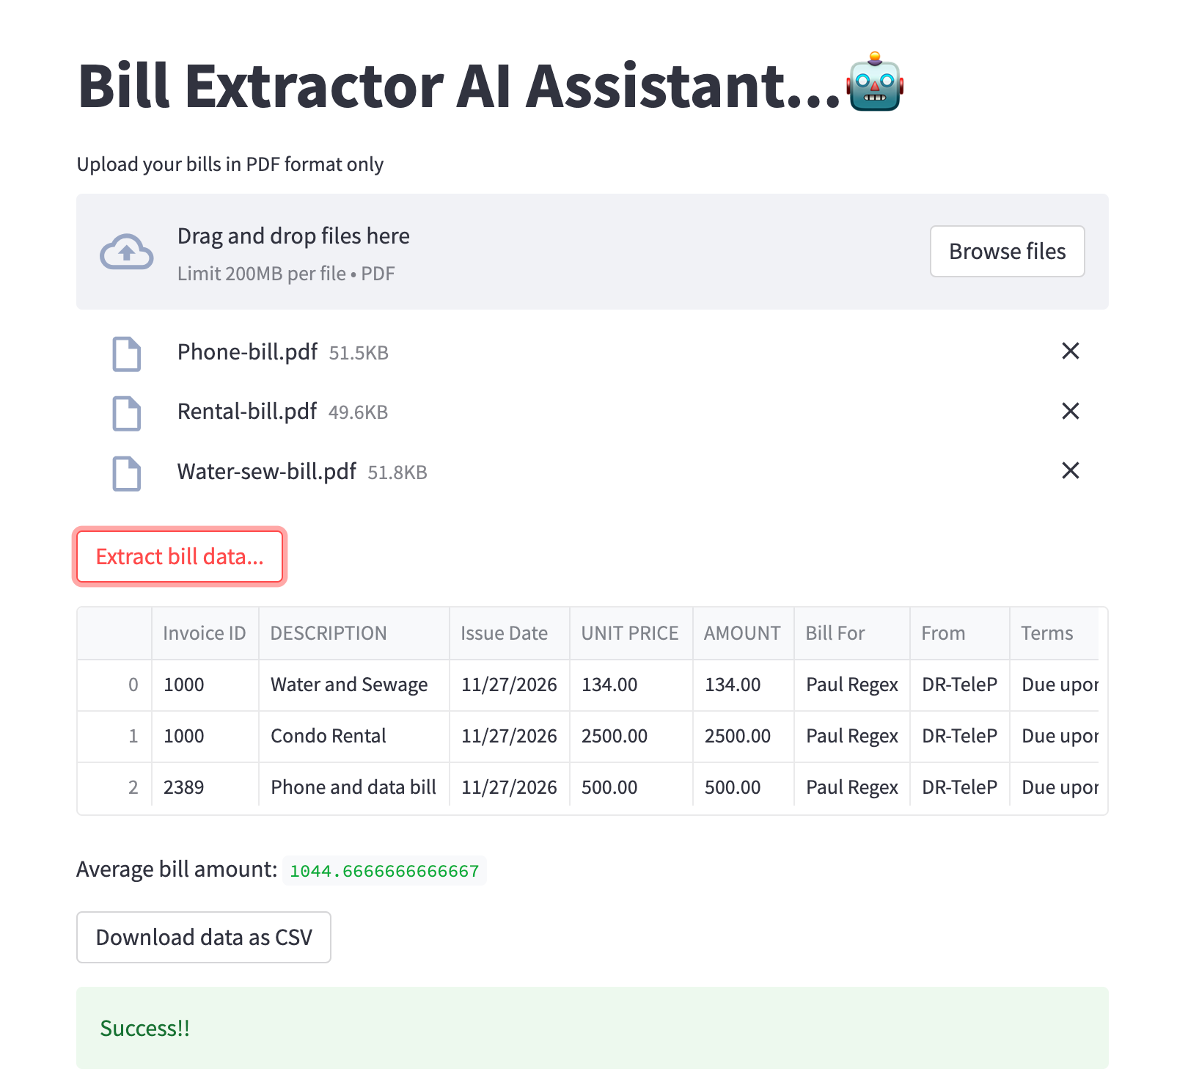 Bill Extractor AI Assistant...🤖
Upload your bills in PDF format only
Drag and drop files here
Limit 200MB per file • PDF
Browse files
Phone-bill.pdf 51.5KB
Rental-bill.pdf 49.6KB
Water-sew-bill.pdf 51.8KB
Extract bill data...
Invoice ID DESCRIPTION Issue Date UNIT PRICE AMOUNT Bill For From Terms
0 1000 Water and Sewage 11/27/2026 134.00 134.00 Paul Regex DR-TeleP Due upor
1 1000 Condo Rental 11/27/2026 2500.00 2500.00 Paul Regex DR-TeleP Due upor
2 2389 Phone and data bill 11/27/2026 500.00 500.00 Paul Regex DR-TeleP Due upor
Average bill amount: 1044.6666666666667
Download data as CSV
Success!!